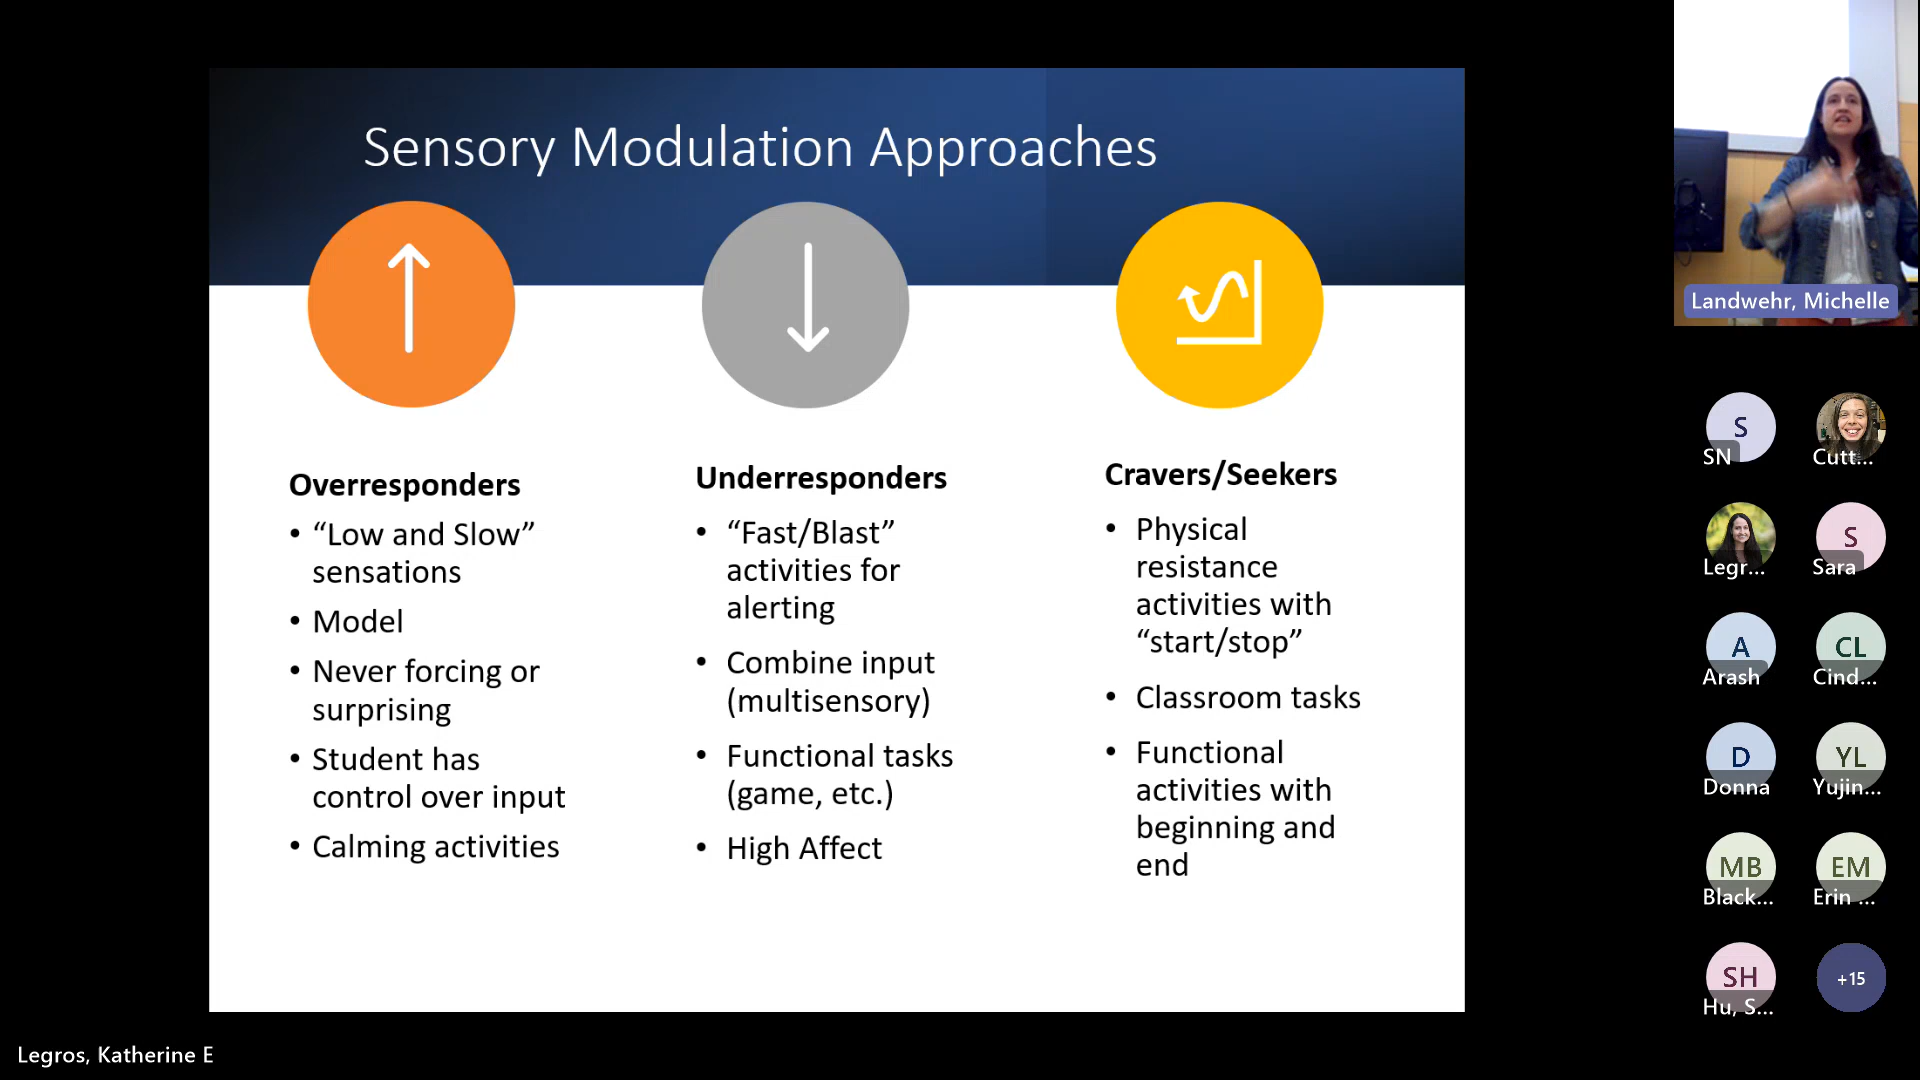 Sensory Modulation Approaches
Overresponders
• “Low and Slow”
sensations
• Model
• Never forcing or
surprising
• Student has
control over input
• Calming activities
Underresponders
• “Fast/Blast”
activities for
alerting
• Combine input
(multisensory)
• Functional tasks
(game, etc.)
• High Affect
Cravers/Seekers
• Physical
resistance
activities with
“start/stop”
• Classroom tasks
• Functional
activities with
beginning and
end
Landwehr, Michelle
S
SN
Cutt...
Legr...
S
Sara
A
Arash
CL
Cind...
D
Donna
YL
Yujin...
MB
Black...
EM
Erin ...
SH
Hu, S...
+15
Legros, Katherine E